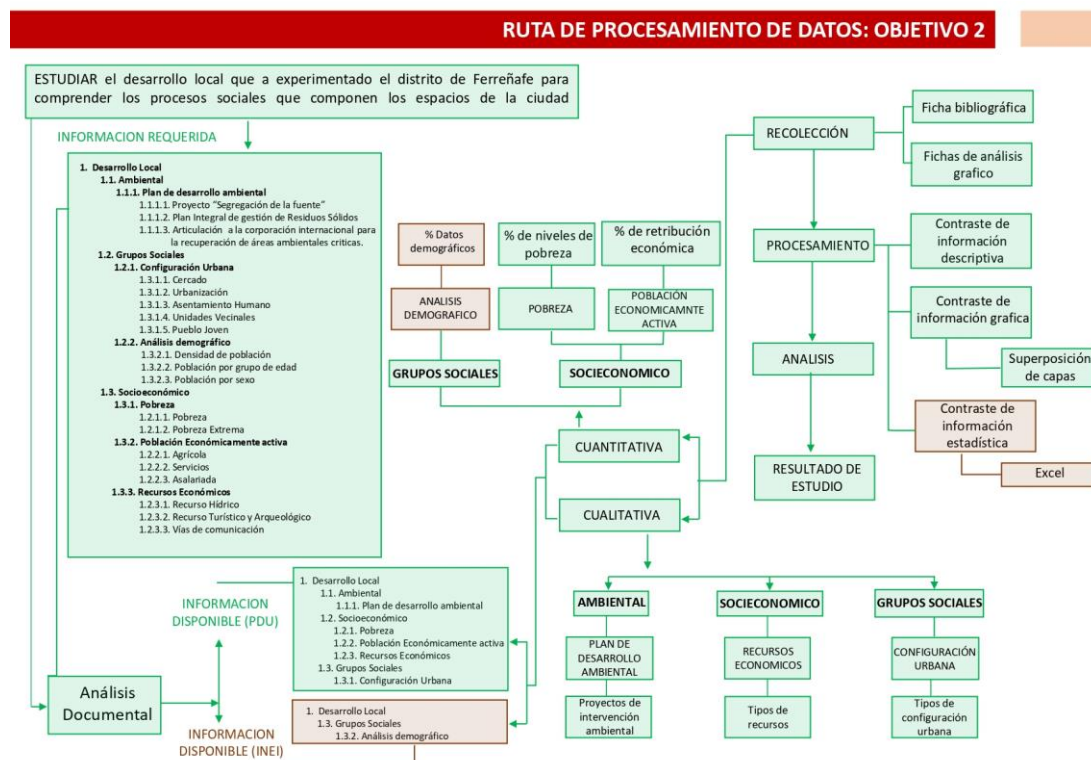 RUTA DE PROCESAMIENTO DE DATOS: OBJETIVO 2
ESTUDIAR el desarrollo local que a experimentado el distrito de Ferreñafe para
comprender los procesos sociales que componen los espacios de la ciudad
INFORMACION REQUERIDA
1. Desarrollo Local
1.1. Ambiental
1.1.1. Plan de desarrollo ambiental
1.1.1.1. Proyecto “Segregación de la fuente”
1.1.1.2. Plan Integral de gestión de Residuos Sólidos
1.1.1.3. Articulación a la corporación internacional para
la recuperación de áreas ambientales criticas.
1.2. Grupos Sociales
1.2.1. Configuración Urbana
1.3.1.1. Cercado
1.3.1.2. Urbanización
1.3.1.3. Asentamiento Humano
1.3.1.4. Unidades Vecinales
1.3.1.5. Pueblo Joven
1.2.2. Análisis demográfico
1.3.2.1. Densidad de población
1.3.2.2. Población por grupo de edad
1.3.2.3. Población por sexo
1.3. Socioeconómico
1.3.1. Pobreza
1.2.1.1. Pobreza
1.2.1.2. Pobreza Extrema
1.3.2. Población Económicamente activa
1.2.2.1. Agrícola
1.2.2.2. Servicios
1.2.2.3. Asalariada
1.3.3. Recursos Económicos
1.2.3.1. Recurso Hídrico
1.2.3.2. Recurso Turístico y Arqueológico
1.2.3.3. Vías de comunicación
% Datos
demográficos
% de niveles de
pobreza
% de retribución
económica
ANALISIS
DEMOGRAFICO
POBREZA
POBLACIÓN
ECONOMICAMNTE
ACTIVA
GRUPOS SOCIALES
SOCIECONOMICO
CUANTITATIVA
CUALITATIVA
RECOLECCIÓN
PROCESAMIENTO
ANALISIS
RESULTADO DE
ESTUDIO
Ficha bibliográfica
Fichas de análisis
grafico
Contraste de
información
descriptiva
Contraste de
información grafica
Superposición
de capas
Contraste de
información
estadística
Excel
Análisis
Documental
INFORMACION
DISPONIBLE (PDU)
INFORMACION
DISPONIBLE (INEI)
1. Desarrollo Local
1.1. Ambiental
1.1.1. Plan de desarrollo ambiental
1.2. Socioeconómico
1.2.1. Pobreza
1.2.2. Población Económicamente activa
1.2.3. Recursos Económicos
1.3. Grupos Sociales
1.3.1. Configuración Urbana
1. Desarrollo Local
1.3. Grupos Sociales
1.3.2. Análisis demográfico
AMBIENTAL
PLAN DE
DESARROLLO
AMBIENTAL
Proyectos de
intervención
ambiental
SOCIECONOMICO
RECURSOS
ECONOMICOS
Tipos de
recursos
GRUPOS SOCIALES
CONFIGURACIÓN
URBANA
Tipos de
configuración
urbana